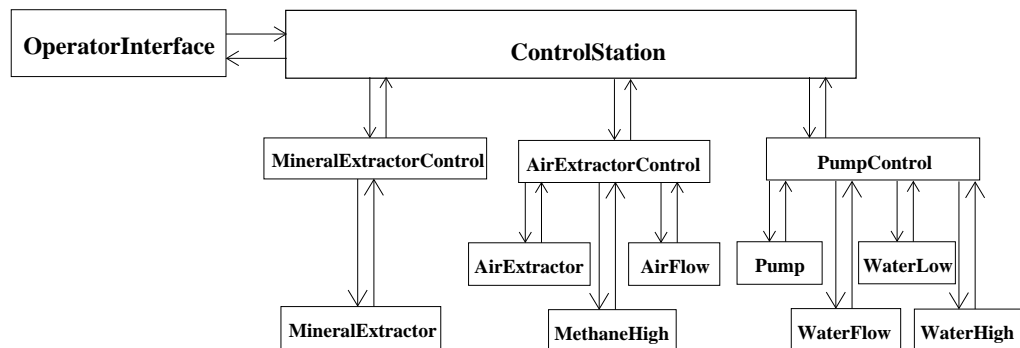 OperatorInterface
ControlStation
MineralExtractorControl
AirExtractorControl
PumpControl
AirExtractor
AirFlow
Pump
WaterLow
MineralExtractor
MethaneHigh
WaterFlow
WaterHigh